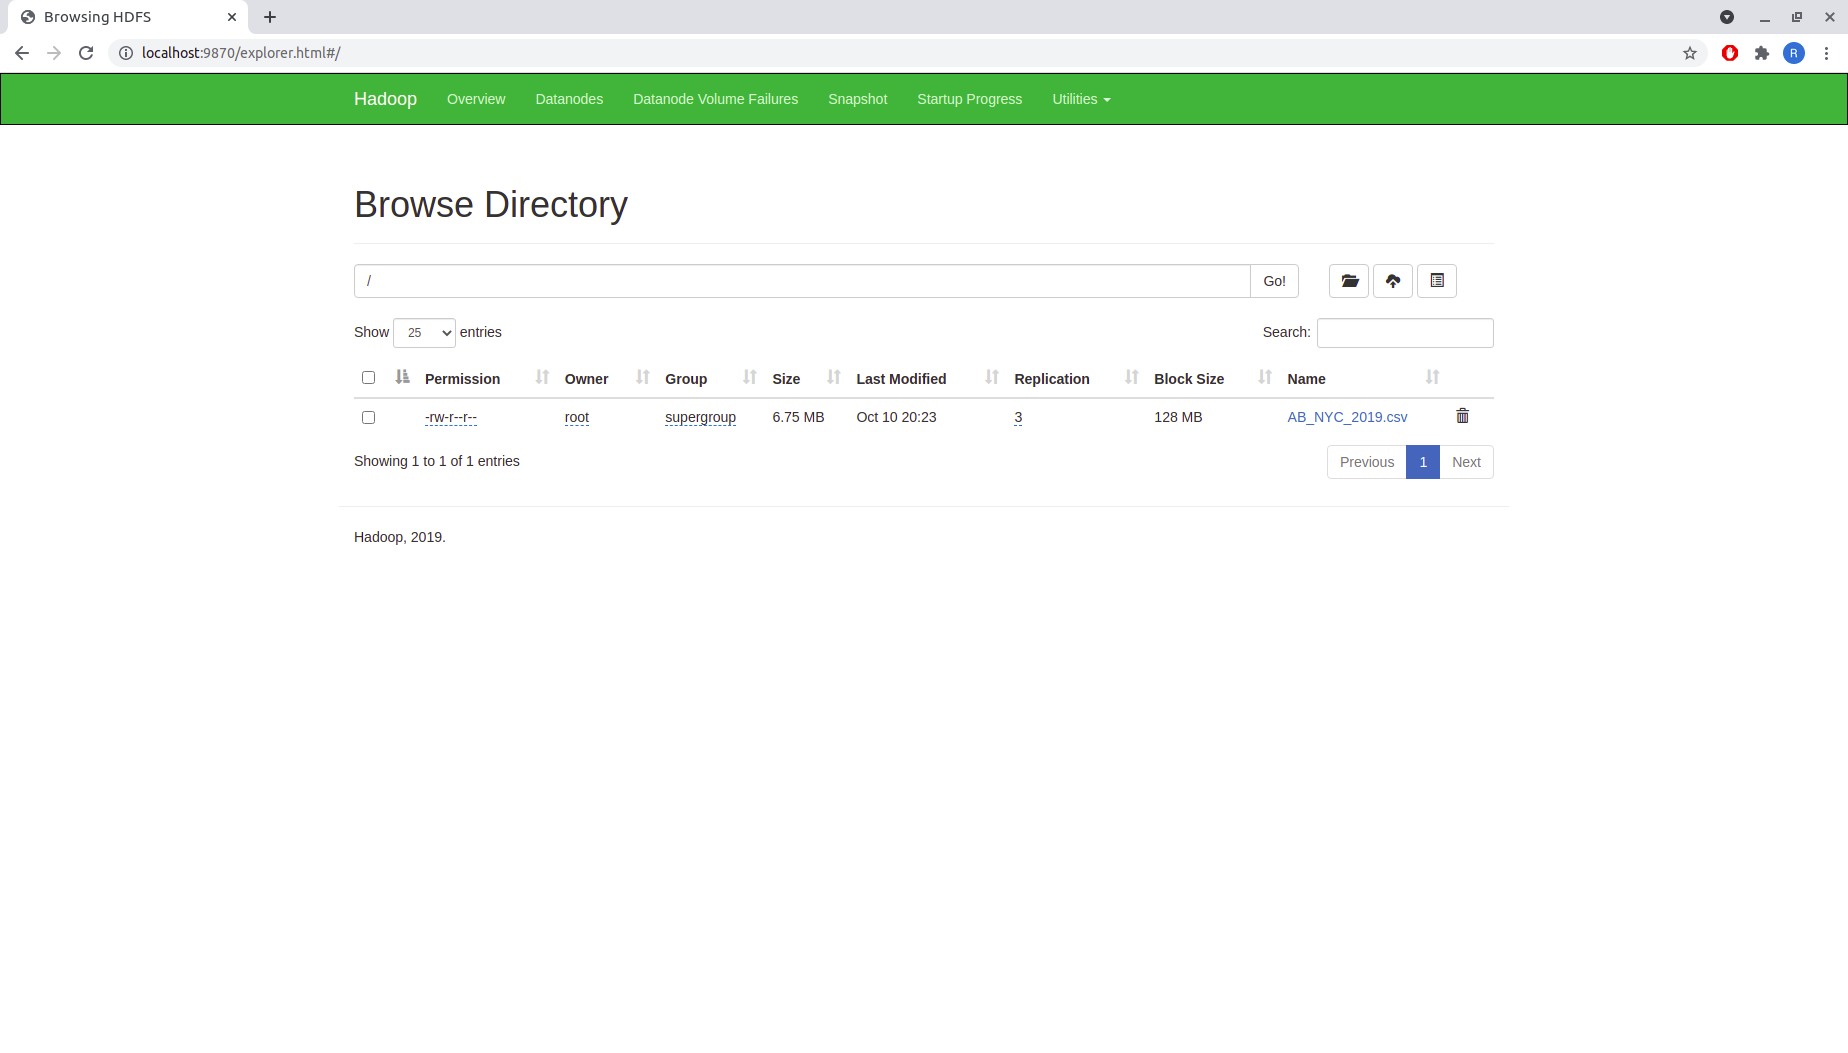 Browsing HDFS
localhost:9870/explorer.html#/
R
Hadoop Overview Datanodes Datanode Volume Failures Snapshot Startup Progress Utilities
Browse Directory
/ Go!
Show 25 entries Search:
Permission Owner Group Size Last Modified Replication Block Size Name
-rw-r--r-- root supergroup 6.75 MB Oct 10 20:23 3 128 MB AB_NYC_2019.csv
Showing 1 to 1 of 1 entries Previous 1 Next
Hadoop, 2019.